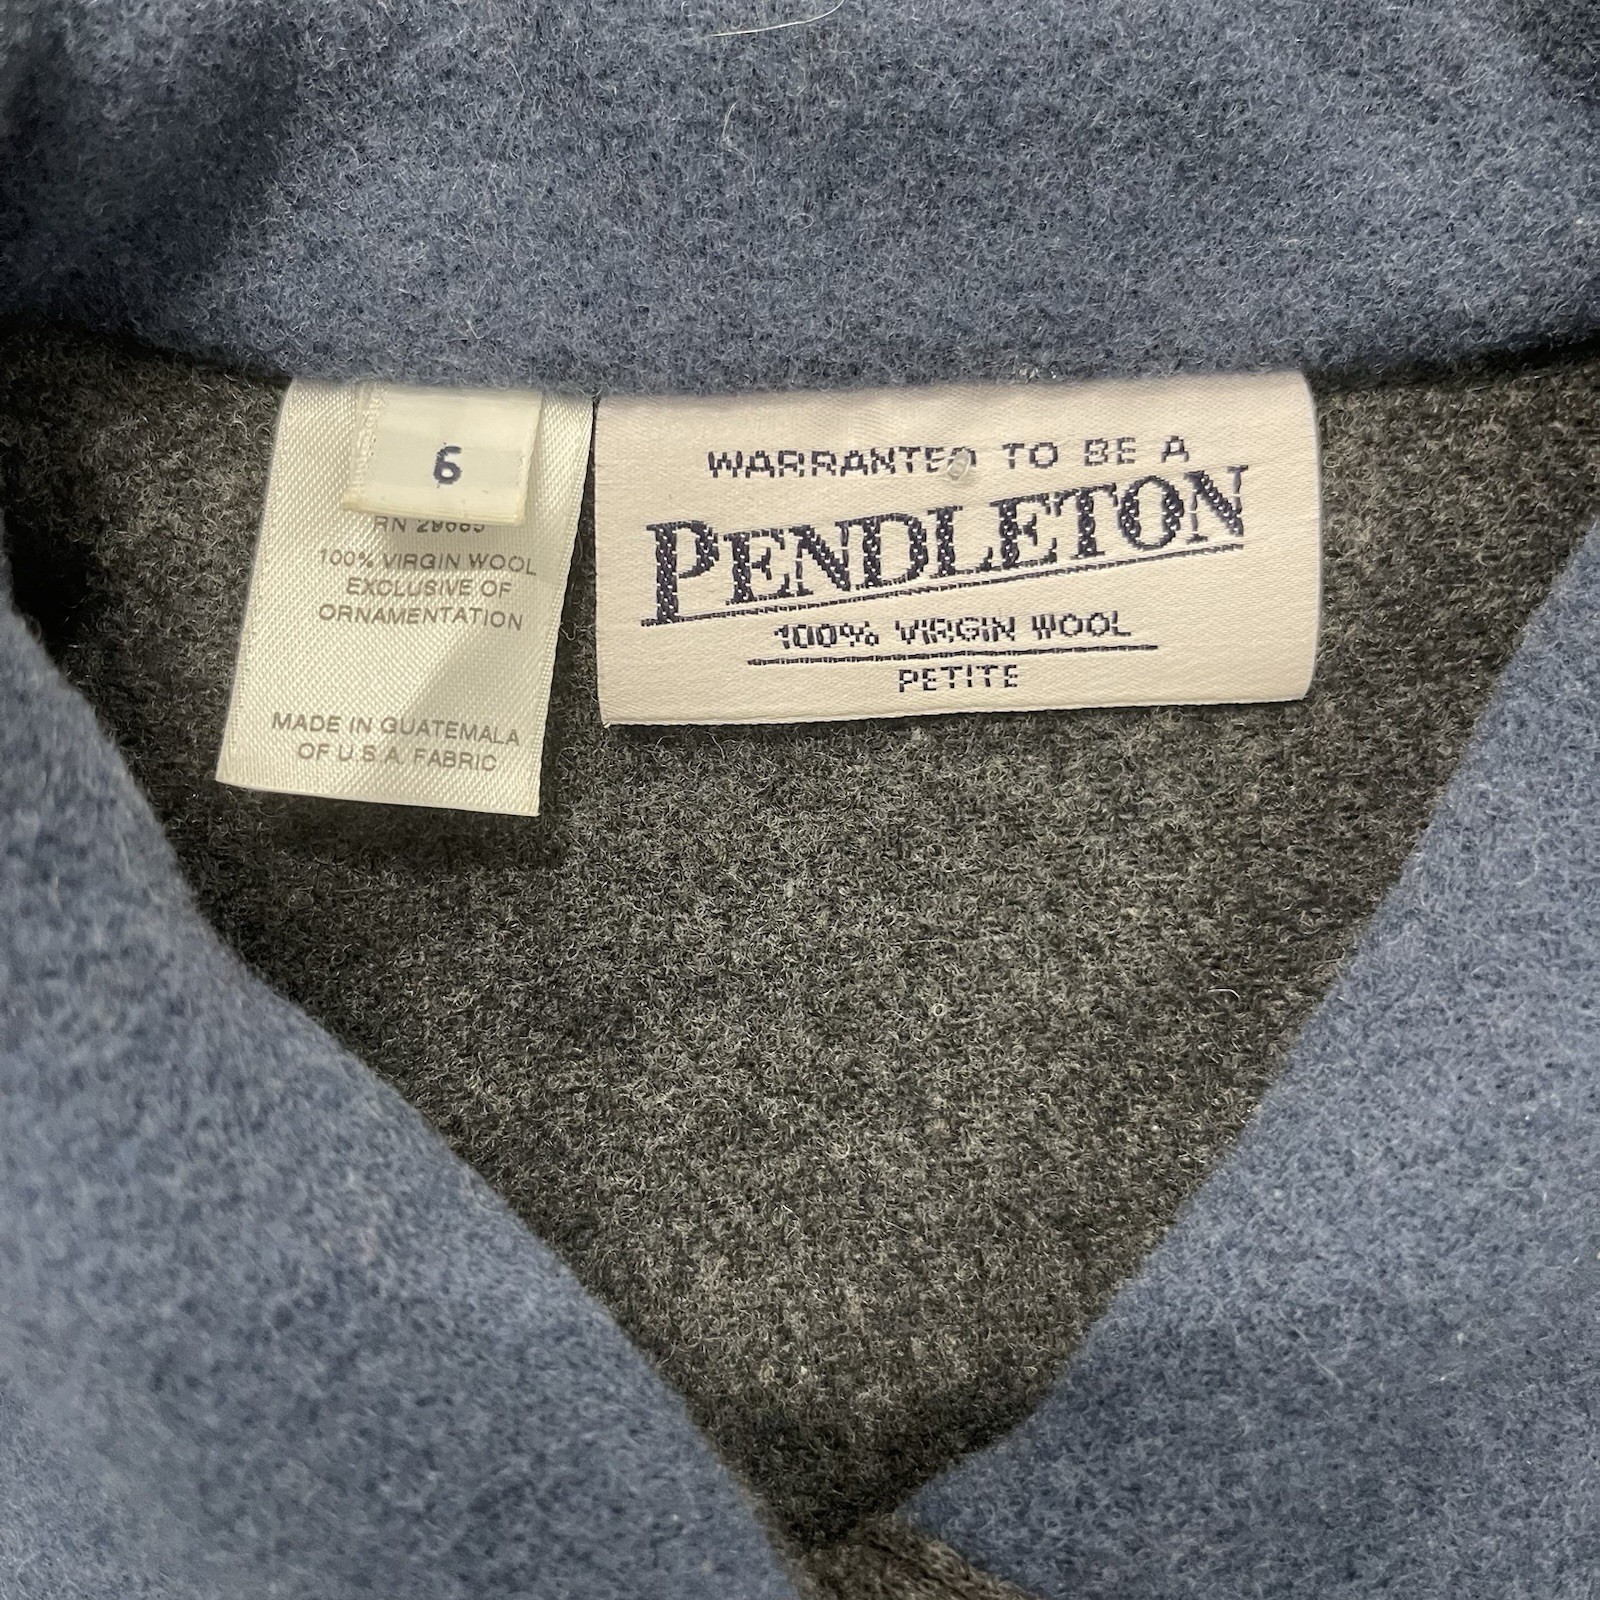 6
RN 29685
100% VIRGIN WOOL
EXCLUSIVE OF
ORNAMENTATION
MADE IN GUATEMALA
OF U.S.A. FABRIC
WARRANTED TO BE A
PENDLETON
100% VIRGIN WOOL
PETITE